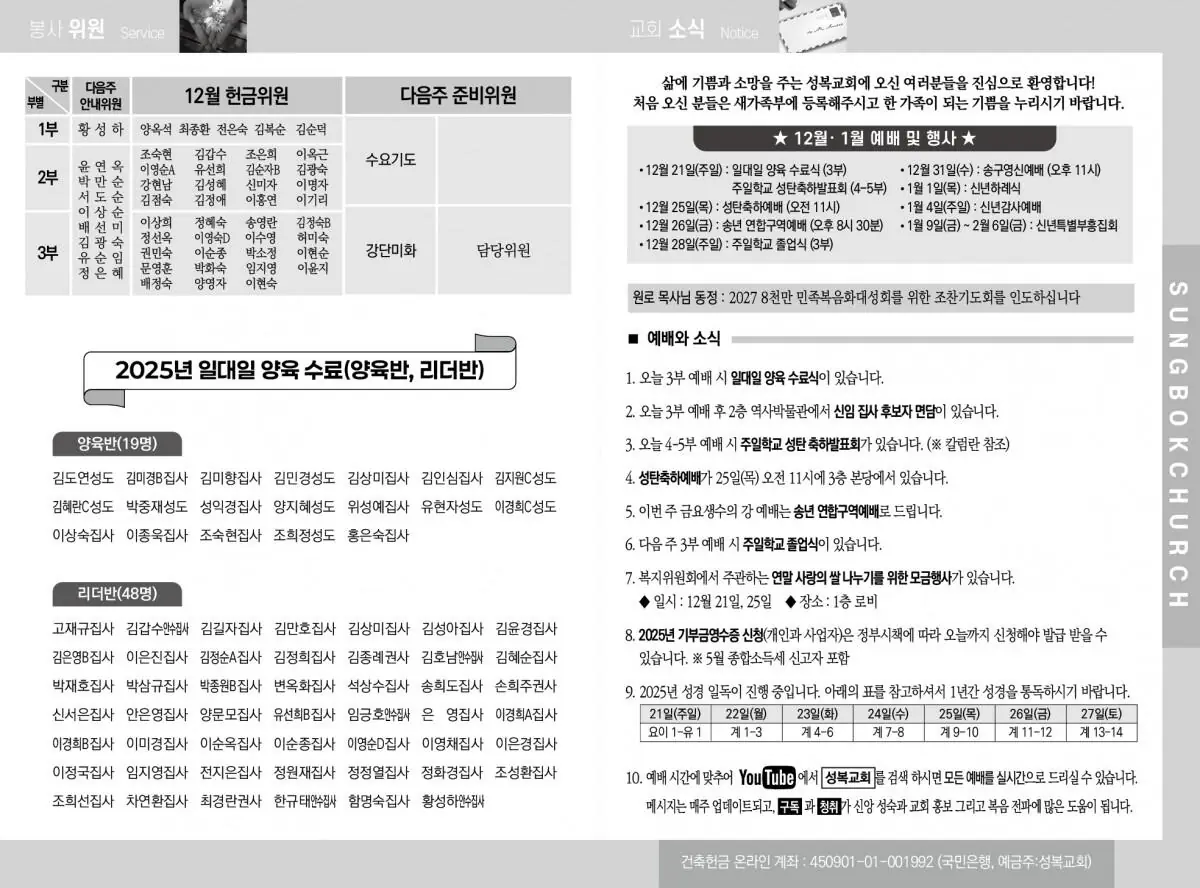 봉사 위원 Service
구분
부별
다음주
안내위원
12월 헌금위원
다음주 준비위원
1부
황 성 하
양옥석 최종환 전은숙 김복순 김순덕
2부
3부
윤 연 옥
박 만 순
서 도 순
이 상 순
배 선 미
김 광 숙
유 순 임
정 은 혜
조숙현 김갑수 조은희 이옥근
이영순A 유선희 김순자B 김광숙
강현남 김성혜 신미자 이명자
김점숙 김정애 이홍연 이기리
이상희 정혜숙 송영란 김정숙B
정선옥 이영숙D 이수영 허미숙
권민숙 이순종 박소정 이현순
문영훈 박화숙 임지영 이윤지
배정숙 양영자 이현숙
수요기도
강단미화
담당위원
2025년 일대일 양육 수료(양육반, 리더반)
양육반(19명)
김도연성도 김미경B집사 김미향집사 김민경성도 김상미집사 김인심집사 김지원C성도
김혜란C성도 박중재성도 성익경집사 양지혜성도 위성예집사 유현자성도 이경희C성도
이상숙집사 이종욱집사 조숙현집사 조희정성도 홍은숙집사
리더반(48명)
고재규집사 김갑수안수집사 김길자집사 김만호집사 김상미집사 김성아집사 김윤경집사
김은영B집사 이은진집사 김정순A집사 김정희집사 김종례권사 김호남안수집사 김혜순집사
박재호집사 박삼규집사 박종원B집사 변옥화집사 석상수집사 송희도집사 손희주권사
신서은집사 안은영집사 양문모집사 유선희B집사 임긍호안수집사 은 영집사 이경희A집사
이경희B집사 이미경집사 이순옥집사 이순종집사 이영순D집사 이영채집사 이은경집사
이정국집사 임지영집사 전지은집사 정원재집사 정정열집사 정화경집사 조성환집사
조희선집사 차연환집사 최경란권사 한규태안수집사 함명숙집사 황성하안수집사
교회 소식 Notice
삶에 기쁨과 소망을 주는 성복교회에 오신 여러분들을 진심으로 환영합니다!
처음 오신 분들은 새가족부에 등록해주시고 한 가족이 되는 기쁨을 누리시기 바랍니다.
★ 12월· 1월 예배 및 행사 ★
• 12월 21일(주일) : 일대일 양육 수료식 (3부)
주일학교 성탄축하발표회 (4-5부)
• 12월 25일(목) : 성탄축하예배 (오전 11시)
• 12월 26일(금) : 송년 연합구역예배 (오후 8시 30분)
• 12월 28일(주일) : 주일학교 졸업식 (3부)
• 12월 31일(수) : 송구영신예배 (오후 11시)
• 1월 1일(목) : 신년하례식
• 1월 4일(주일) : 신년감사예배
• 1월 9일(금) ~ 2월 6일(금) : 신년특별부흥집회
원로 목사님 동정 : 2027 8천만 민족복음화대성회를 위한 조찬기도회를 인도하십니다
■ 예배와 소식
1. 오늘 3부 예배 시 일대일 양육 수료식이 있습니다.
2. 오늘 3부 예배 후 2층 역사박물관에서 신임 집사 후보자 면담이 있습니다.
3. 오늘 4-5부 예배 시 주일학교 성탄 축하발표회가 있습니다. (※ 칼럼란 참조)
4. 성탄축하예배가 25일(목) 오전 11시에 3층 본당에서 있습니다.
5. 이번 주 금요생수의 강 예배는 송년 연합구역예배로 드립니다.
6. 다음 주 3부 예배 시 주일학교 졸업식이 있습니다.
7. 복지위원회에서 주관하는 연말 사랑의 쌀 나누기를 위한 모금행사가 있습니다.
◆ 일시 : 12월 21일, 25일 ◆ 장소 : 1층 로비
8. 2025년 기부금영수증 신청(개인과 사업자)은 정부시책에 따라 오늘까지 신청해야 발급 받을 수
있습니다. ※ 5월 종합소득세 신고자 포함
9. 2025년 성경 일독이 진행 중입니다. 아래의 표를 참고하셔서 1년간 성경을 통독하시기 바랍니다.
21일(주일) 22일(월) 23일(화) 24일(수) 25일(목) 26일(금) 27일(토)
요이 1-유 1 계 1-3 계 4-6 계 7-8 계 9-10 계 11-12 계 13-14
10. 예배 시간에 맞추어 YouTube 에서 성복교회 를 검색 하시면 모든 예배를 실시간으로 드리실 수 있습니다.
메시지는 매주 업데이트되고, 구독 과 청취 가 신앙 성숙과 교회 홍보 그리고 복음 전파에 많은 도움이 됩니다.
SUNGBOKCHURCH
건축헌금 온라인 계좌 : 450901-01-001992 (국민은행, 예금주:성복교회)